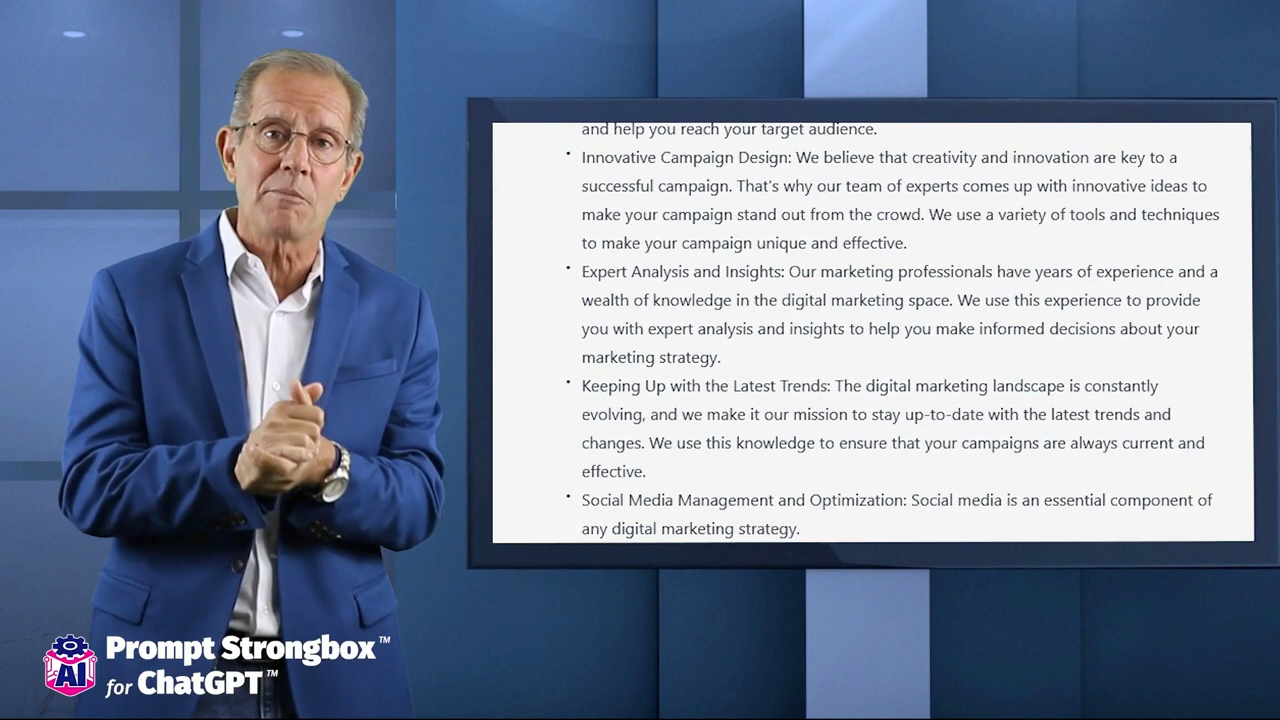 and help you reach your target audience.
• Innovative Campaign Design: We believe that creativity and innovation are key to a
successful campaign. That's why our team of experts comes up with innovative ideas to
make your campaign stand out from the crowd. We use a variety of tools and techniques
to make your campaign unique and effective.
• Expert Analysis and Insights: Our marketing professionals have years of experience and a
wealth of knowledge in the digital marketing space. We use this experience to provide
you with expert analysis and insights to help you make informed decisions about your
marketing strategy.
• Keeping Up with the Latest Trends: The digital marketing landscape is constantly
evolving, and we make it our mission to stay up-to-date with the latest trends and
changes. We use this knowledge to ensure that your campaigns are always current and
effective.
• Social Media Management and Optimization: Social media is an essential component of
any digital marketing strategy.
AI
Prompt Strongbox™
for ChatGPT™